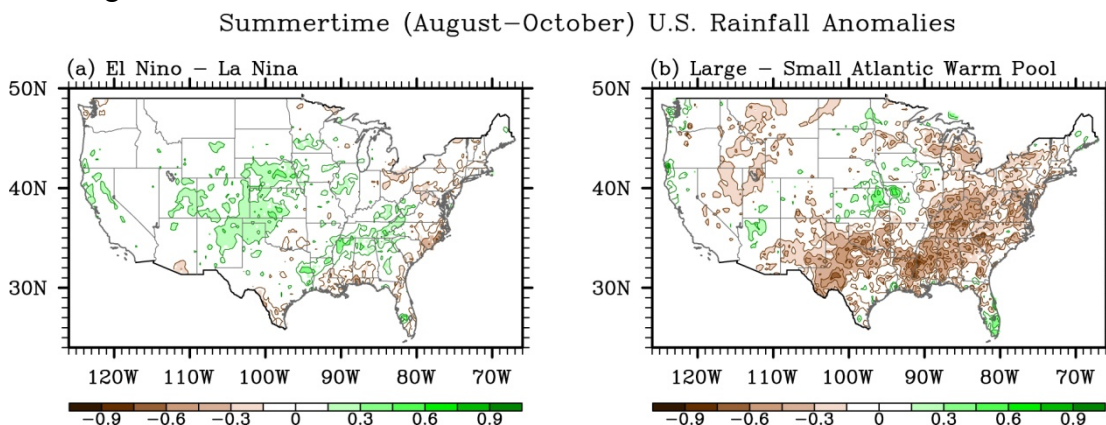 Summertime (August-October) U.S. Rainfall Anomalies
(a) El Nino - La Nina
(b) Large - Small Atlantic Warm Pool
50N
40N
30N
120W 110W 100W 90W 80W 70W
50N
40N
30N
120W 110W 100W 90W 80W 70W
-0.9 -0.6 -0.3 0 0.3 0.6 0.9
-0.9 -0.6 -0.3 0 0.3 0.6 0.9